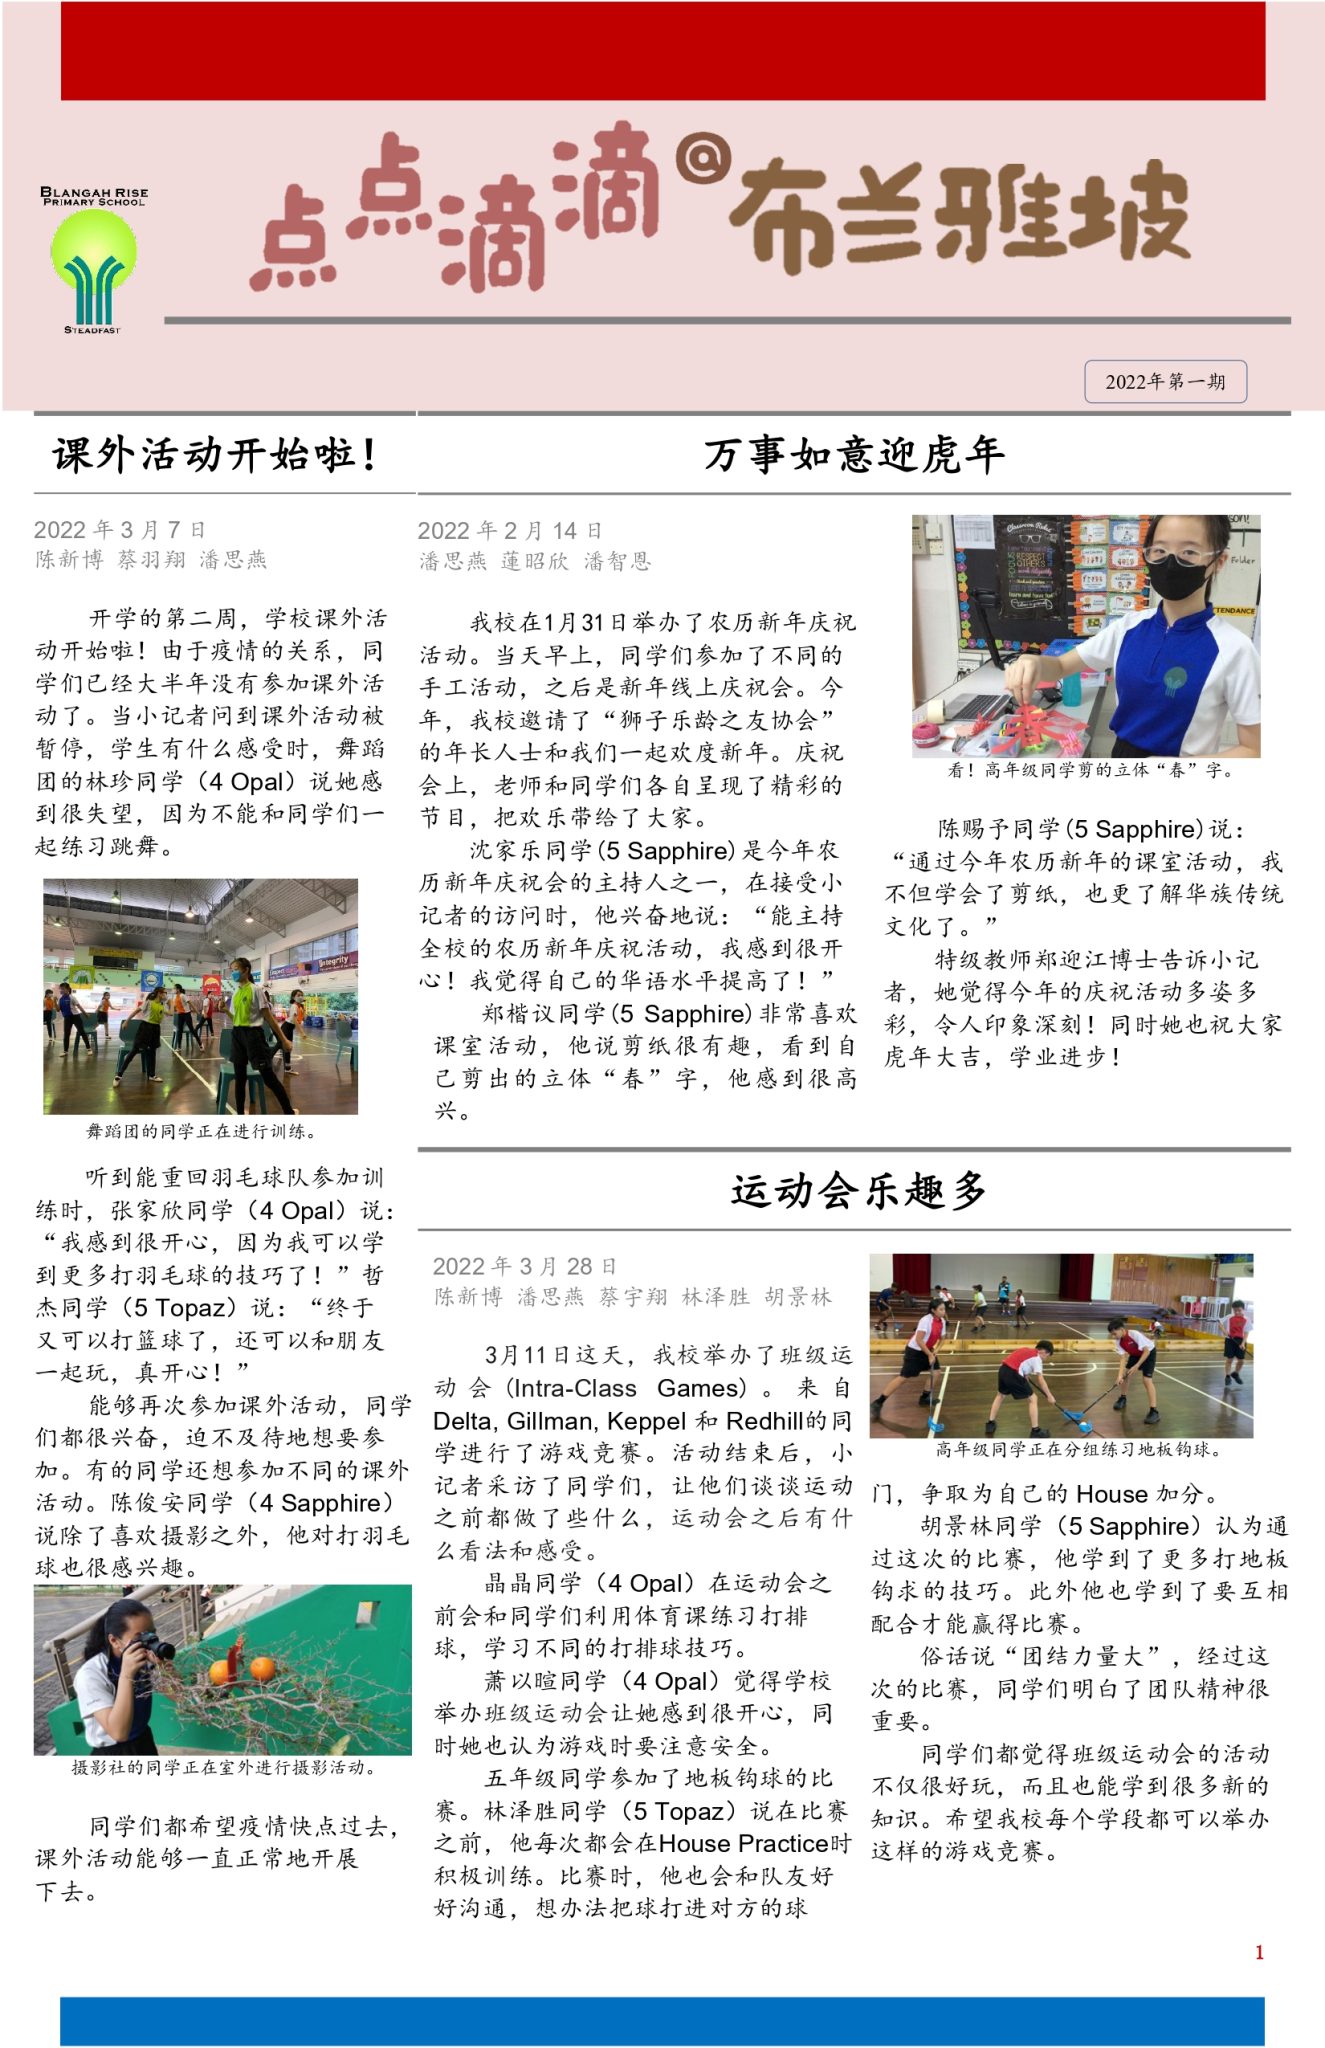 BLANGAH RISE
PRIMARY SCHOOL
STEADFAST
点点滴滴@布兰雅坡
2022年第一期
课外活动开始啦！
2022 年 3 月 7 日
陈新博 蔡羽翔 潘思燕
开学的第二周，学校课外活
动开始啦！由于疫情的关系，同
学们已经大半年没有参加课外活
动了。当小记者问到课外活动被
暂停，学生有什么感受时，舞蹈
团的林珍同学（4 Opal）说她感
到很失望，因为不能和同学们一
起练习跳舞。
Integrity
舞蹈团的同学正在进行训练。
听到能重回羽毛球队参加训
练时，张家欣同学（4 Opal）说：
“我感到很开心，因为我可以学
到更多打羽毛球的技巧了！”哲
杰同学（5 Topaz）说：“终于
又可以打篮球了，还可以和朋友
一起玩，真开心！”
能够再次参加课外活动，同学
们都很兴奋，迫不及待地想要参
加。有的同学还想参加不同的课外
活动。陈俊安同学（4 Sapphire）
说除了喜欢摄影之外，他对打羽毛
球也很感兴趣。
摄影社的同学正在室外进行摄影活动。
同学们都希望疫情快点过去，
课外活动能够一直正常地开展
下去。
万事如意迎虎年
2022 年 2 月 14 日
潘思燕 蓮昭欣 潘智恩
我校在1月31日举办了农历新年庆祝
活动。当天早上，同学们参加了不同的
手工活动，之后是新年线上庆祝会。今
年，我校邀请了“狮子乐龄之友协会”
的年长人士和我们一起欢度新年。庆祝
会上，老师和同学们各自呈现了精彩的
节目，把欢乐带给了大家。
沈家乐同学(5 Sapphire)是今年农
历新年庆祝会的主持人之一，在接受小
记者的访问时，他兴奋地说：“能主持
全校的农历新年庆祝活动，我感到很开
心！我觉得自己的华语水平提高了！”
郑楷议同学(5 Sapphire)非常喜欢
课室活动，他说剪纸很有趣，看到自
己剪出的立体“春”字，他感到很高
兴。
Classroom Rules
RESPECT
OTHERS
Folder
ATTENDANCE
春
看！高年级同学剪的立体“春”字。
陈赐予同学(5 Sapphire)说：
“通过今年农历新年的课室活动，我
不但学会了剪纸，也更了解华族传统
文化了。”
特级教师郑迎江博士告诉小记
者，她觉得今年的庆祝活动多姿多
彩，令人印象深刻！同时她也祝大家
虎年大吉，学业进步！
运动会乐趣多
2022 年 3 月 28 日
陈新博 潘思燕 蔡宇翔 林泽胜 胡景林
3月11日这天，我校举办了班级运
动会(Intra-Class Games)。来自
Delta, Gillman, Keppel 和 Redhill的同
学进行了游戏竞赛。活动结束后，小
记者采访了同学们，让他们谈谈运动
之前都做了些什么，运动会之后有什
么看法和感受。
晶晶同学（4 Opal）在运动会之
前会和同学们利用体育课练习打排
球，学习不同的打排球技巧。
萧以暄同学（4 Opal）觉得学校
举办班级运动会让她感到很开心，同
时她也认为游戏时要注意安全。
五年级同学参加了地板钩球的比
赛。林泽胜同学（5 Topaz）说在比赛
之前，他每次都会在House Practice时
积极训练。比赛时，他也会和队友好
好沟通，想办法把球打进对方的球
高年级同学正在分组练习地板钩球。
门，争取为自己的 House 加分。
胡景林同学（5 Sapphire）认为通
过这次的比赛，他学到了更多打地板
钩求的技巧。此外他也学到了要互相
配合才能赢得比赛。
俗话说“团结力量大”，经过这
次的比赛，同学们明白了团队精神很
重要。
同学们都觉得班级运动会的活动
不仅很好玩，而且也能学到很多新的
知识。希望我校每个学段都可以举办
这样的游戏竞赛。
1